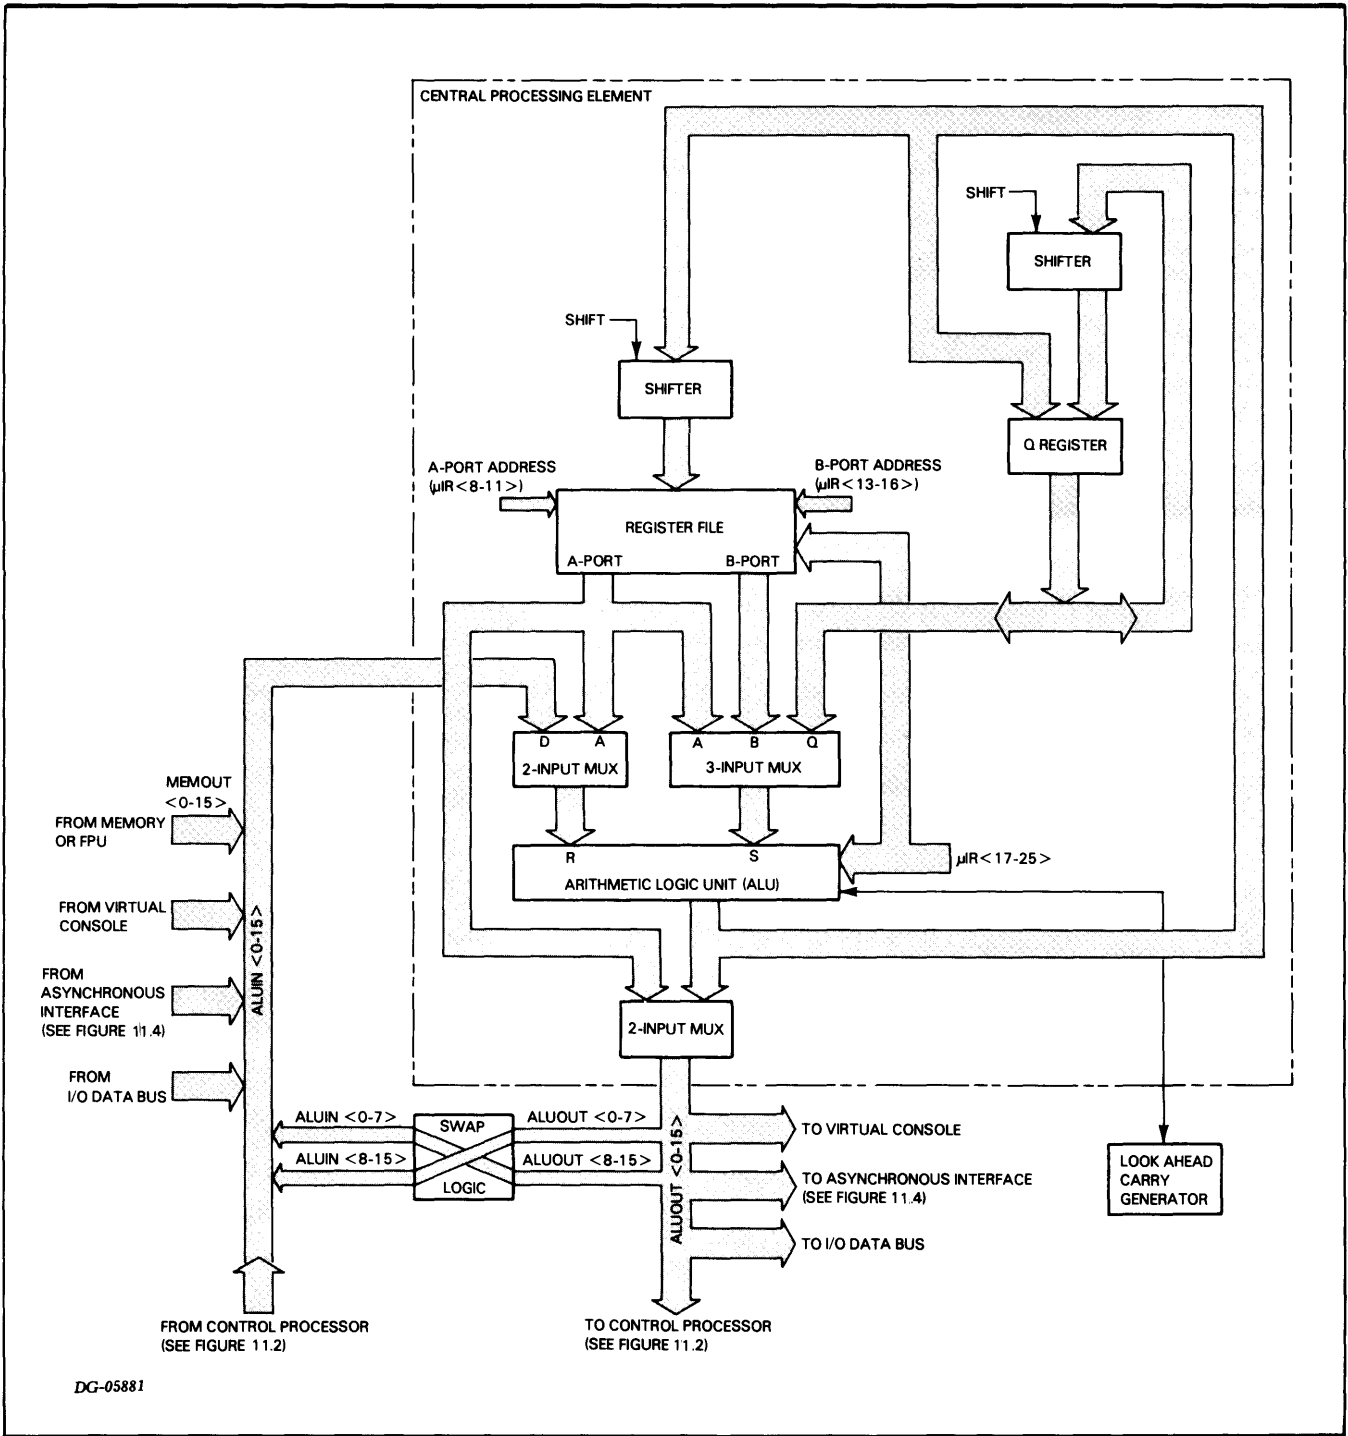 CENTRAL PROCESSING ELEMENT
SHIFT
SHIFTER
SHIFT
SHIFTER
Q REGISTER
A-PORT ADDRESS
(μIR<8-11>)
B-PORT ADDRESS
(μIR<13-16>)
REGISTER FILE
A-PORT
B-PORT
D
A
2-INPUT MUX
A
B
Q
3-INPUT MUX
MEMOUT
<0-15>
FROM MEMORY
OR FPU
R
S
ARITHMETIC LOGIC UNIT (ALU)
μIR<17-25>
FROM VIRTUAL
CONSOLE
ALUIN <0-15>
FROM
ASYNCHRONOUS
INTERFACE
(SEE FIGURE 11.4)
2-INPUT MUX
FROM
I/O DATA BUS
ALUIN <0-7>
SWAP
ALUOUT <0-7>
ALUIN <8-15>
LOGIC
ALUOUT <8-15>
ALUOUT <0-15>
TO VIRTUAL CONSOLE
TO ASYNCHRONOUS INTERFACE
(SEE FIGURE 11.4)
TO I/O DATA BUS
LOOK AHEAD
CARRY
GENERATOR
FROM CONTROL PROCESSOR
(SEE FIGURE 11.2)
TO CONTROL PROCESSOR
(SEE FIGURE 11.2)
DG-05881